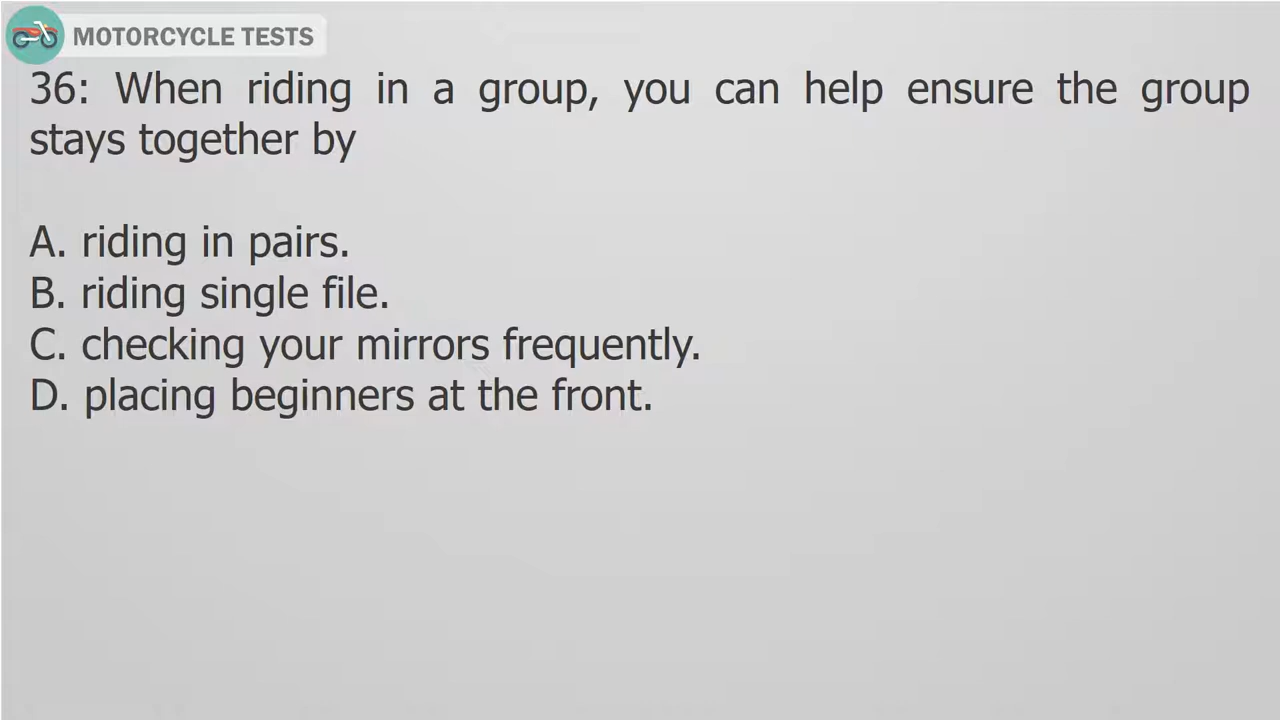 MOTORCYCLE TESTS
36: When riding in a group, you can help ensure the group
stays together by
A. riding in pairs.
B. riding single file.
C. checking your mirrors frequently.
D. placing beginners at the front.